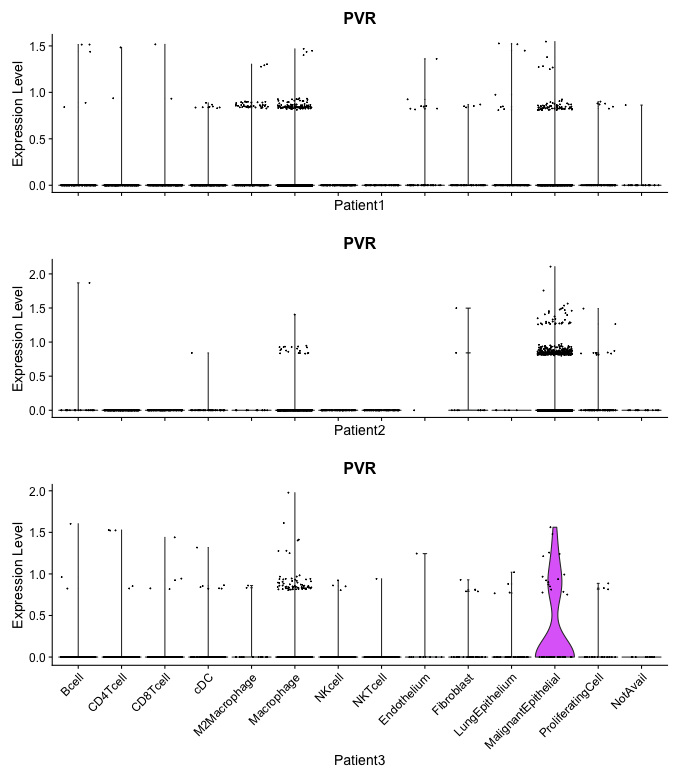 PVR
Expression Level
1.5
1.0
0.5
0.0
Patient1
PVR
Expression Level
2.0
1.5
1.0
0.5
0.0
Patient2
PVR
Expression Level
2.0
1.5
1.0
0.5
0.0
Bcell
CD4Tcell
CD8Tcell
cDC
M2Macrophage
Macrophage
NKcell
NKTcell
Endothelium
Fibroblast
LungEpithelium
MalignantEpithelial
ProliferatingCell
NotAvail
Patient3